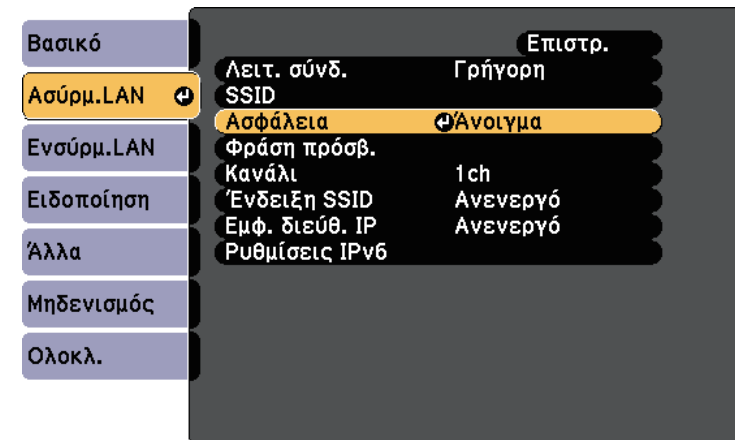 Βασικό
Ασύρμ.LAN
Ενσύρμ.LAN
Ειδοποίηση
Άλλα
Μηδενισμός
Ολοκλ.
Επιστρ.
Λειτ. σύνδ. Γρήγορη
SSID
Ασφάλεια Άνοιγμα
Φράση πρόσβ.
Κανάλι 1ch
Ένδειξη SSID Ανενεργό
Εμφ. διεύθ. IP Ανενεργό
Ρυθμίσεις IPv6